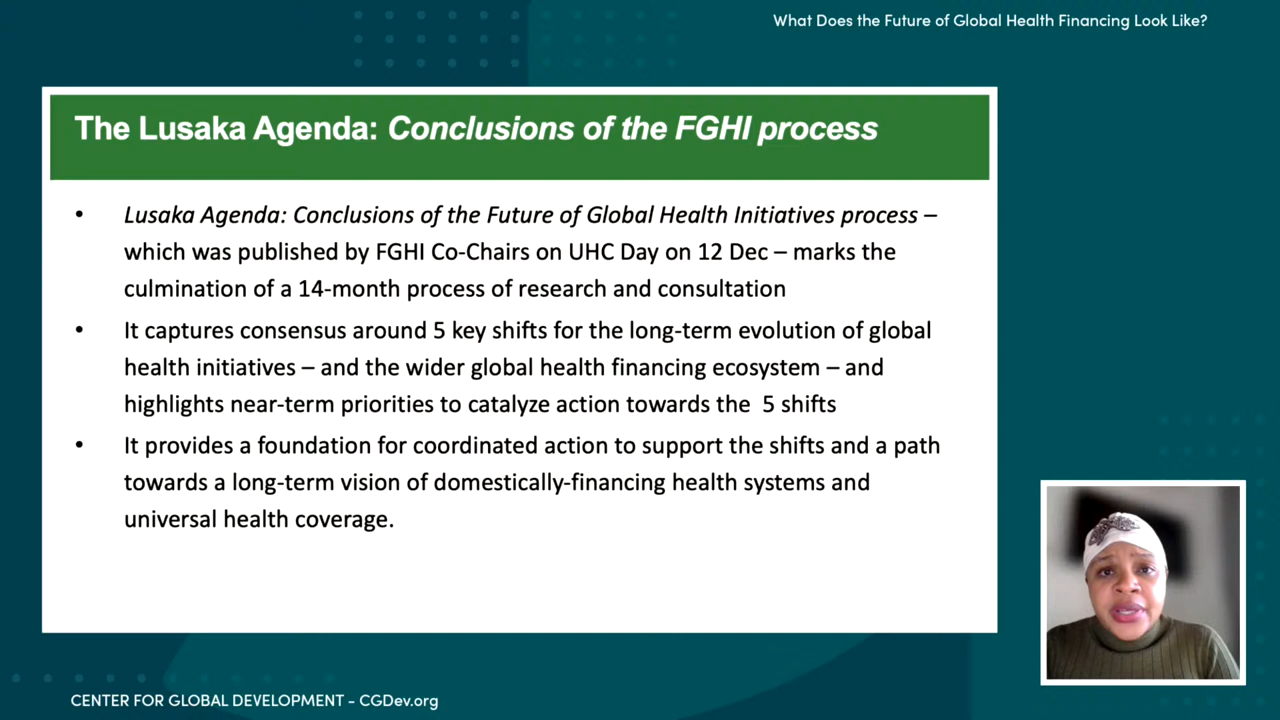 What Does the Future of Global Health Financing Look Like?
The Lusaka Agenda: Conclusions of the FGHI process
• Lusaka Agenda: Conclusions of the Future of Global Health Initiatives process –
which was published by FGHI Co-Chairs on UHC Day on 12 Dec – marks the
culmination of a 14-month process of research and consultation
• It captures consensus around 5 key shifts for the long-term evolution of global
health initiatives – and the wider global health financing ecosystem – and
highlights near-term priorities to catalyze action towards the  5 shifts
• It provides a foundation for coordinated action to support the shifts and a path
towards a long-term vision of domestically-financing health systems and
universal health coverage.
CENTER FOR GLOBAL DEVELOPMENT - CGDev.org